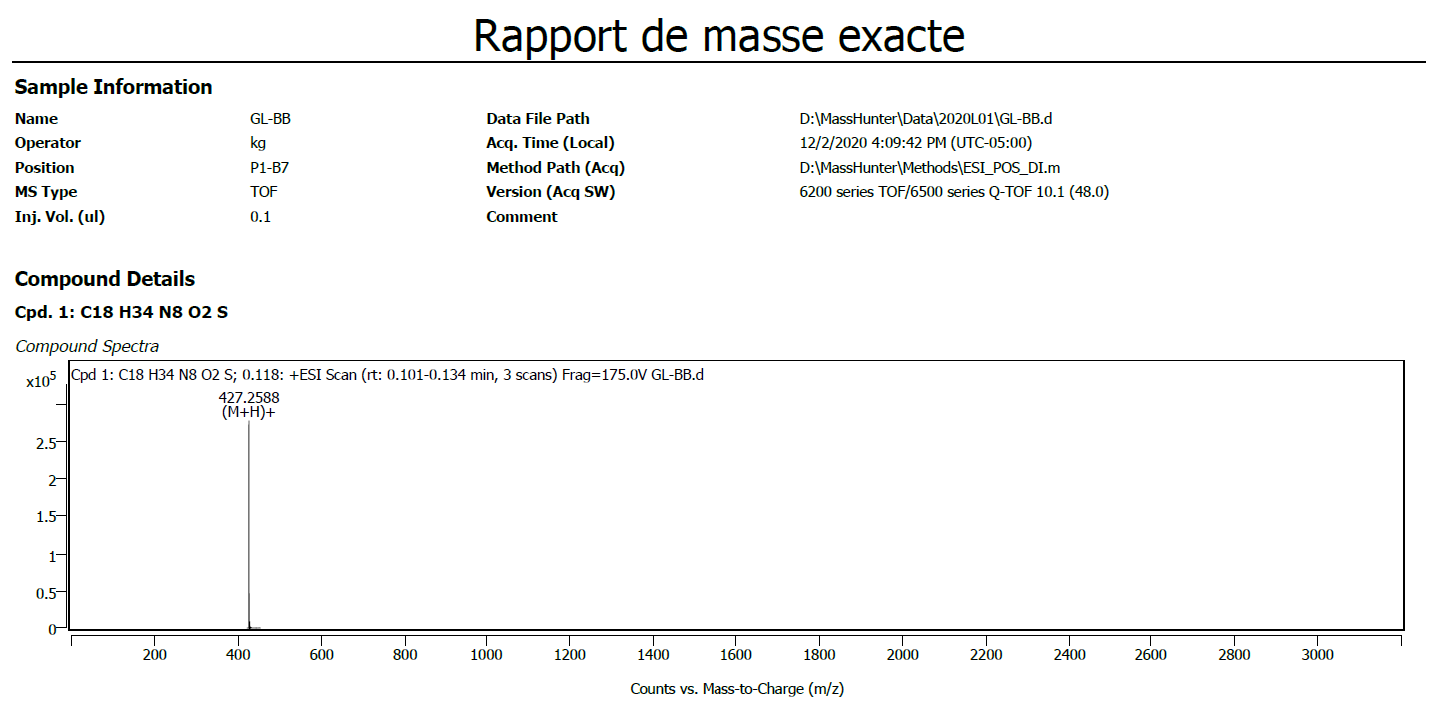 Rapport de masse exacte
Sample Information
Name GL-BB Data File Path D:\MassHunter\Data\2020L01\GL-BB.d
Operator kg Acq. Time (Local) 12/2/2020 4:09:42 PM (UTC-05:00)
Position P1-B7 Method Path (Acq) D:\MassHunter\Methods\ESI_POS_DI.m
MS Type TOF Version (Acq SW) 6200 series TOF/6500 series Q-TOF 10.1 (48.0)
Inj. Vol. (ul) 0.1 Comment
Compound Details
Cpd. 1: C18 H34 N8 O2 S
Compound Spectra
x10^5 Cpd 1: C18 H34 N8 O2 S; 0.118: +ESI Scan (rt: 0.101-0.134 min, 3 scans) Frag=175.0V GL-BB.d
427.2588
(M+H)+
2.5
2
1.5
1
0.5
0
200 400 600 800 1000 1200 1400 1600 1800 2000 2200 2400 2600 2800 3000
Counts vs. Mass-to-Charge (m/z)